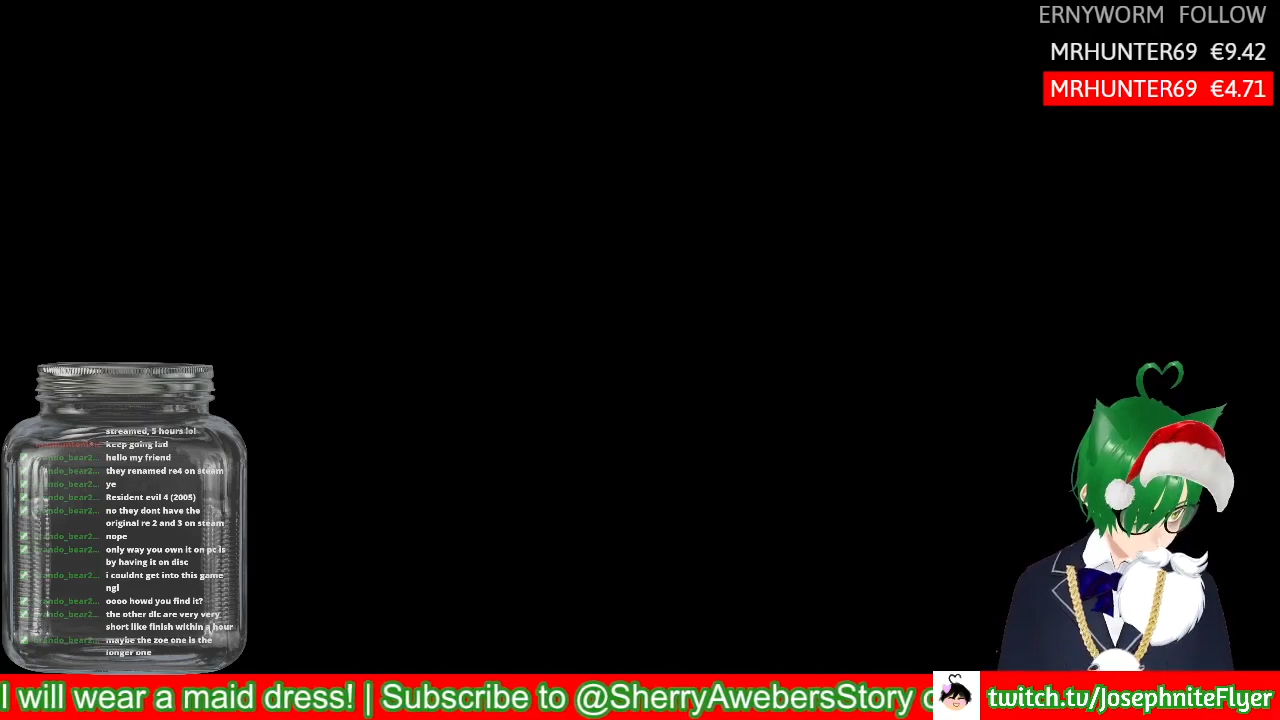 ERNYWORM FOLLOW
MRHUNTER69 €9.42
MRHUNTER69 €4.71
streamed, 5 hours lol
keep going lad
hello my friend
they renamed re4 on steam
ye
Resident evil 4 (2005)
no they dont have the
original re 2 and 3 on steam
nope
only way you own it on pc is
by having it on disc
i couldnt get into this game
ngl
oooo howd you find it?
the other dlc are very very
short like finish within a hour
maybe the zoe one is the
longer one
I will wear a maid dress! | Subscribe to @SherryAwebersStory
twitch.tv/JosephniteFlyer